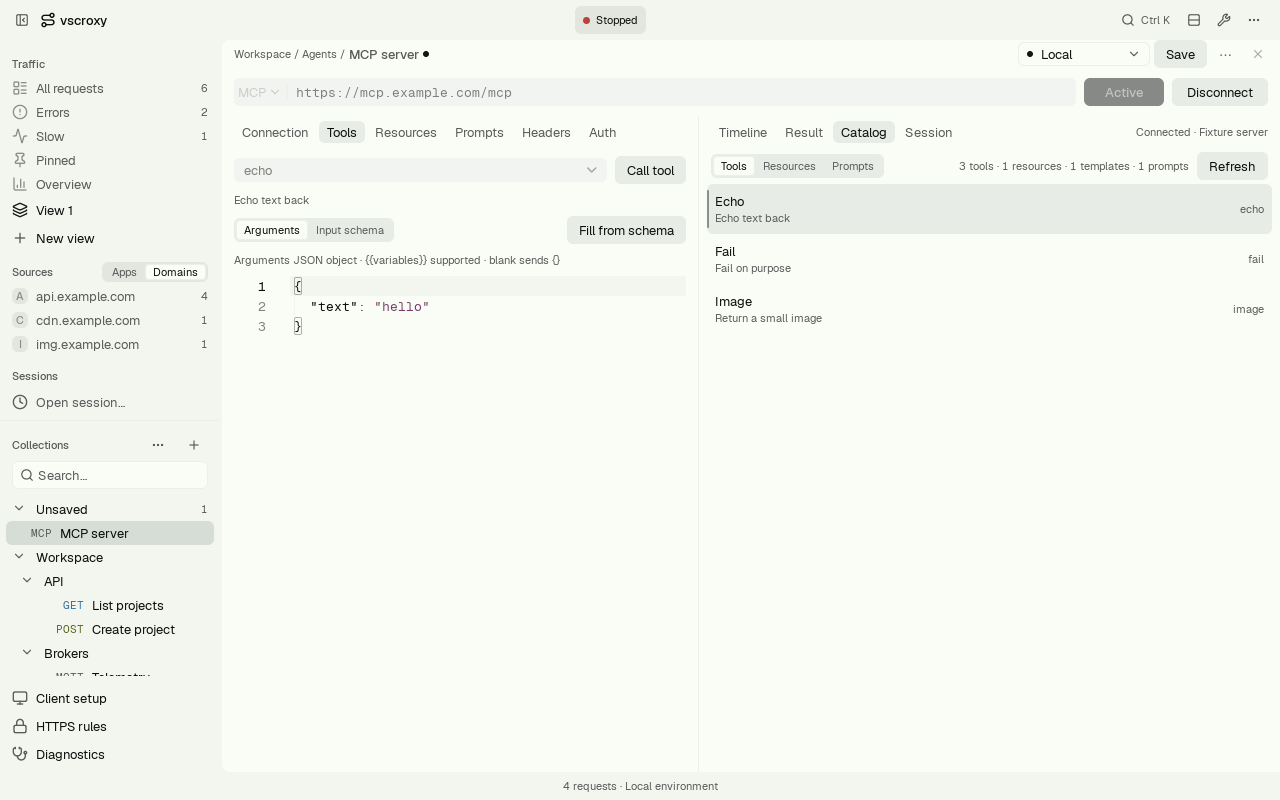 vscroxy
Stopped
Ctrl K
Traffic
All requests 6
Errors 2
Slow 1
Pinned
Overview
View 1
New view
Sources Apps Domains
A api.example.com 4
C cdn.example.com 1
I img.example.com 1
Sessions
Open session…
Collections
Search…
Unsaved 1
MCP MCP server
Workspace
API
GET List projects
POST Create project
Brokers
MQTT Telemetry
Client setup
HTTPS rules
Diagnostics
Workspace / Agents / MCP server
Local
Save
MCP https://mcp.example.com/mcp
Active
Disconnect
Connection Tools Resources Prompts Headers Auth
echo
Call tool
Echo text back
Arguments Input schema
Fill from schema
Arguments JSON object · {{variables}} supported · blank sends {}
1 {
2 "text": "hello"
3 }
Timeline Result Catalog Session
Connected · Fixture server
Tools Resources Prompts
3 tools · 1 resources · 1 templates · 1 prompts
Refresh
Echo
Echo text back
echo
Fail
Fail on purpose
fail
Image
Return a small image
image
4 requests · Local environment